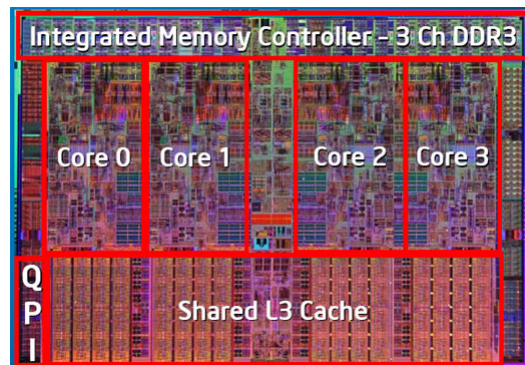 Integrated Memory Controller – 3 Ch DDR3
Core 0
Core 1
Core 2
Core 3
Q
P
I
Shared L3 Cache